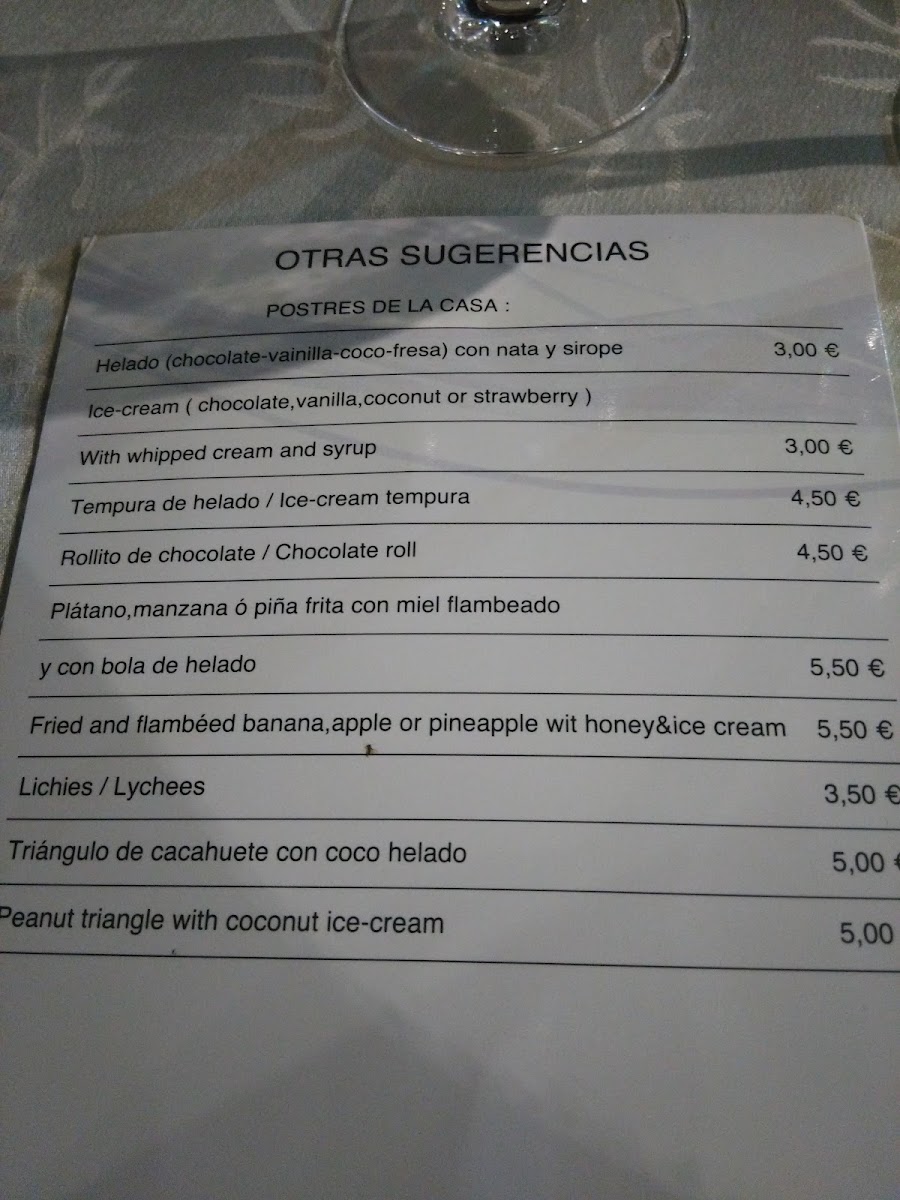 OTRAS SUGERENCIAS
POSTRES DE LA CASA :
Helado (chocolate-vainilla-coco-fresa) con nata y sirope 3,00 €
Ice-cream ( chocolate,vanilla,coconut or strawberry )
With whipped cream and syrup 3,00 €
Tempura de helado / Ice-cream tempura 4,50 €
Rollito de chocolate / Chocolate roll 4,50 €
Plátano,manzana ó piña frita con miel flambeado
y con bola de helado 5,50 €
Fried and flambéed banana,apple or pineapple wit honey&ice cream 5,50 €
Lichies / Lychees 3,50 €
Triángulo de cacahuete con coco helado 5,00 €
Peanut triangle with coconut ice-cream 5,00